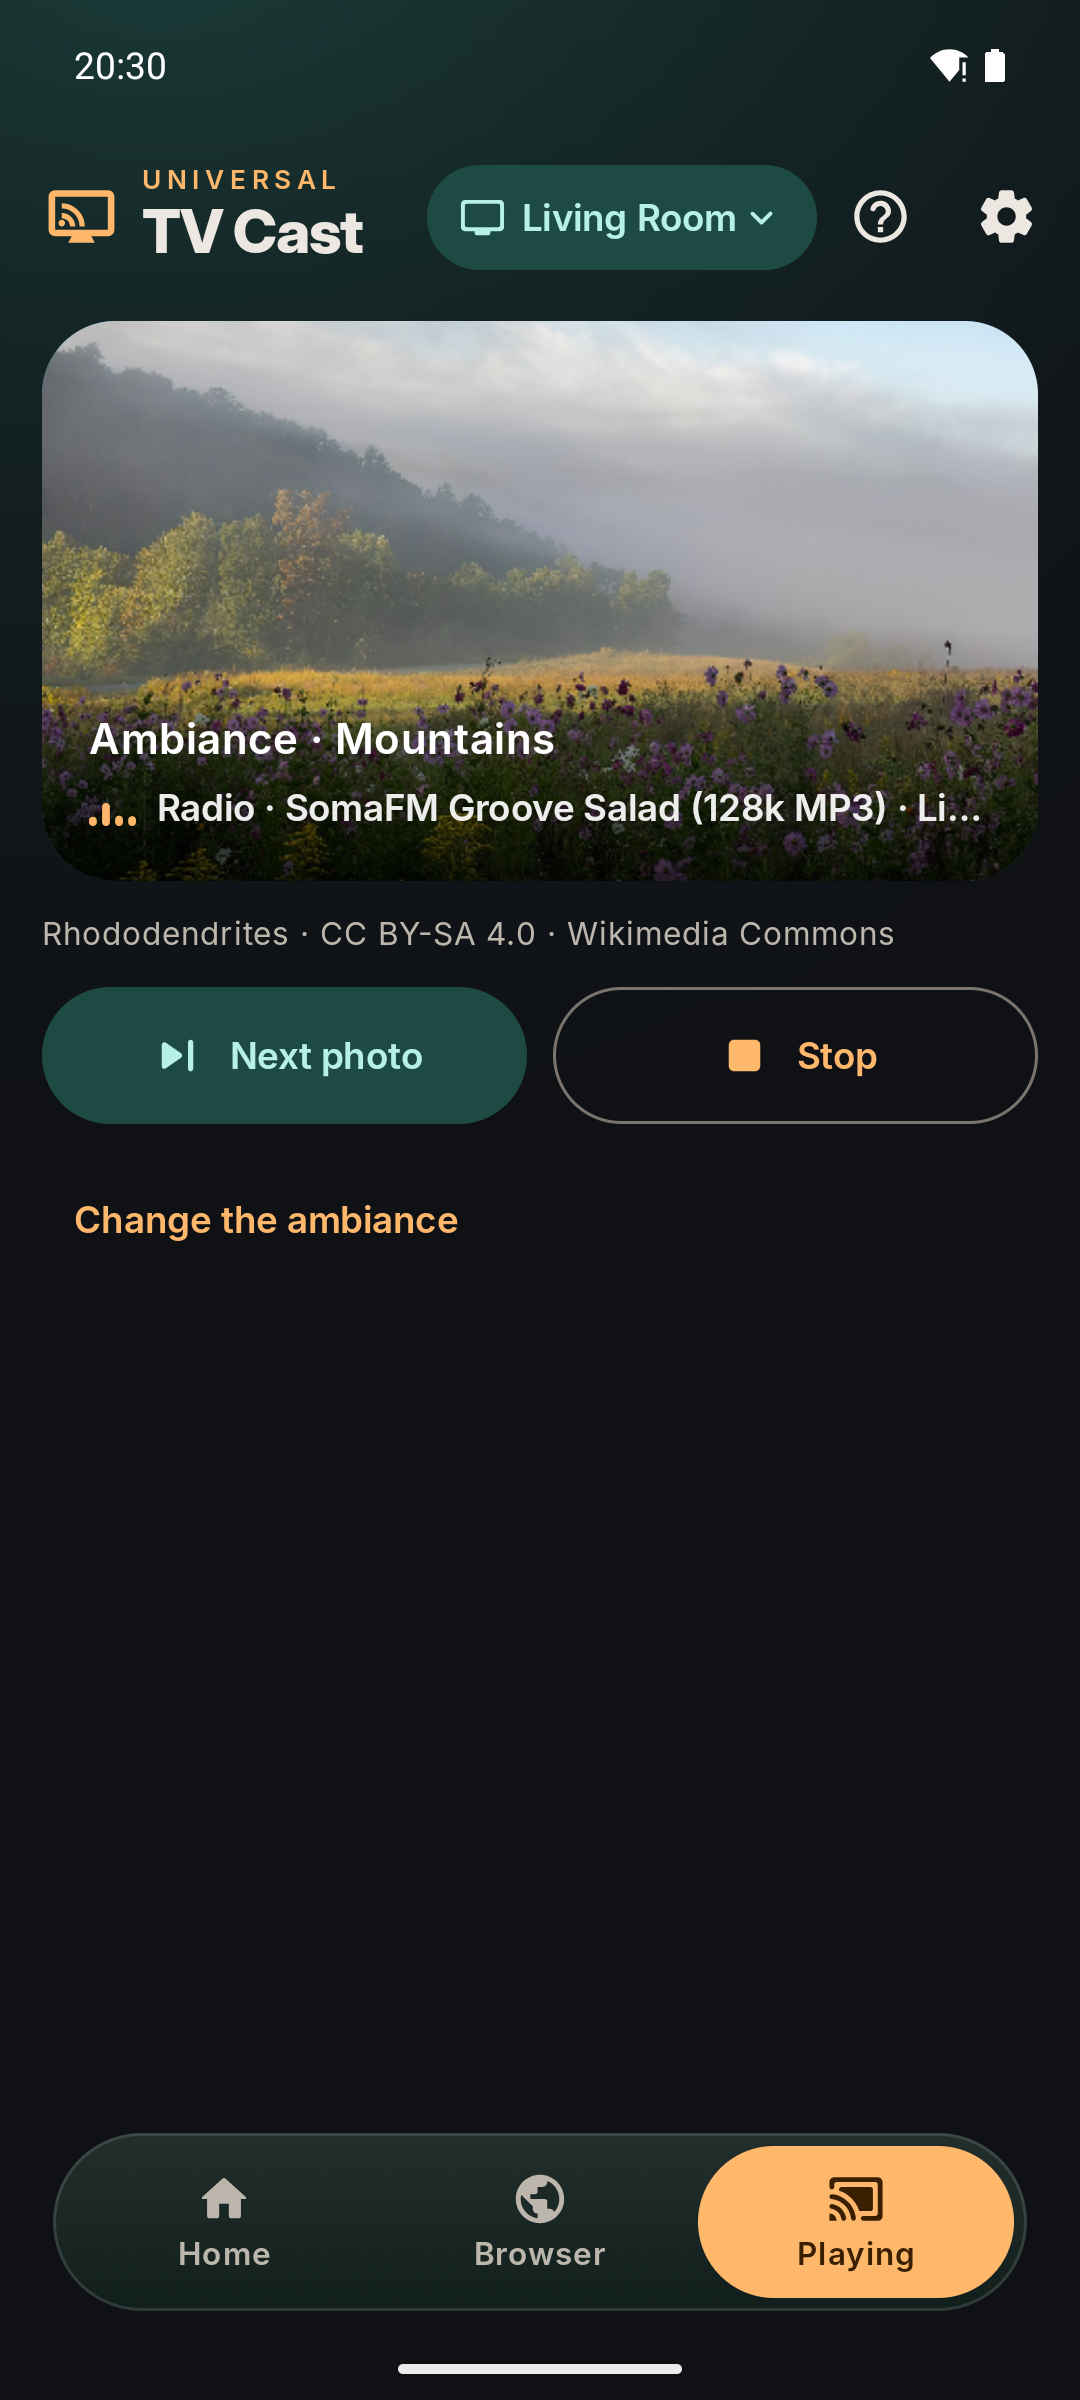 20:30
UNIVERSAL
TV Cast
Living Room
Ambiance · Mountains
Radio · SomaFM Groove Salad (128k MP3) · Li...
Rhododendrites · CC BY-SA 4.0 · Wikimedia Commons
Next photo
Stop
Change the ambiance
Home
Browser
Playing